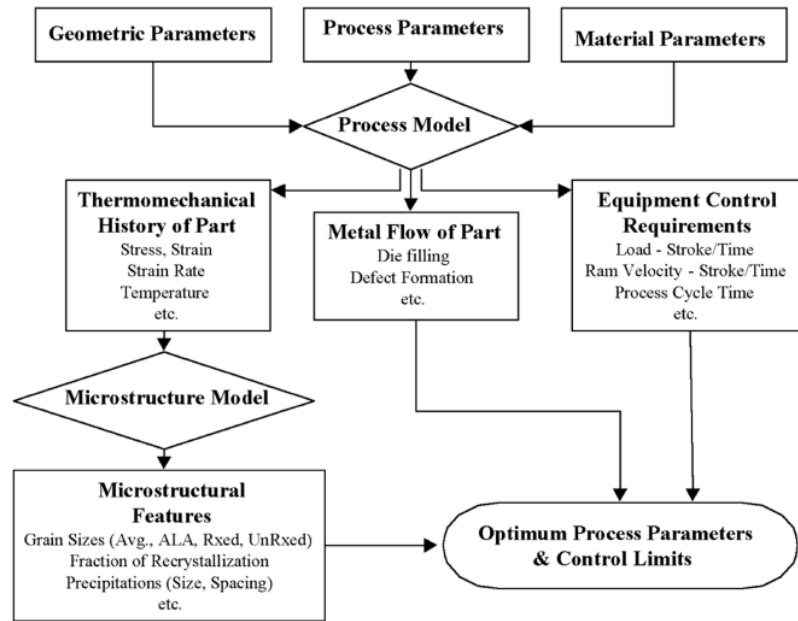 Geometric Parameters
Process Parameters
Material Parameters
Process Model
Thermomechanical
History of Part
Stress, Strain
Strain Rate
Temperature
etc.
Metal Flow of Part
Die filling
Defect Formation
etc.
Equipment Control
Requirements
Load - Stroke/Time
Ram Velocity - Stroke/Time
Process Cycle Time
etc.
Microstructure Model
Microstructural
Features
Grain Sizes (Avg., ALA, Rxed, UnRxed)
Fraction of Recrystallization
Precipitations (Size, Spacing)
etc.
Optimum Process Parameters
& Control Limits